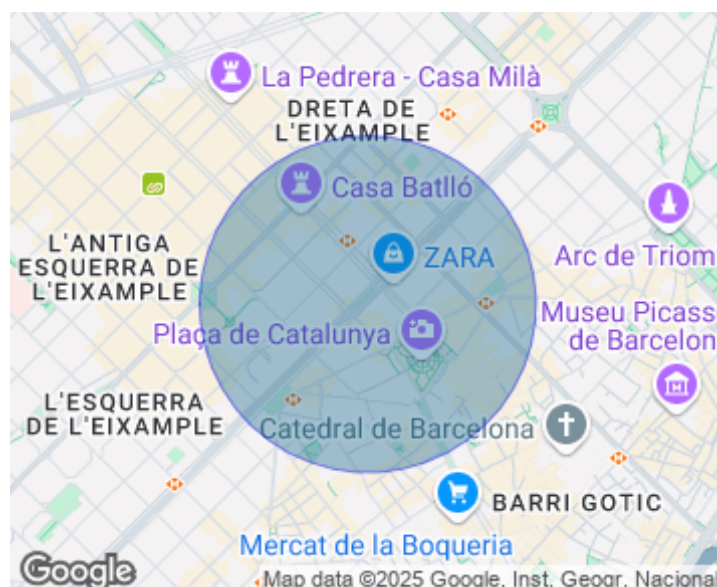 La Pedrera - Casa Milà
DRETA DE
L'EIXAMPLE
Casa Batlló
L'ANTIGA
ESQUERRA DE
L'EIXAMPLE
ZARA
Arc de Triom
Plaça de Catalunya
Museu Picass
de Barcelon
L'ESQUERRA
DE L'EIXAMPLE
Catedral de Barcelona
BARRI GOTIC
Mercat de la Boqueria
Google
Map data ©2025 Google, Inst. Geogr. Nacional